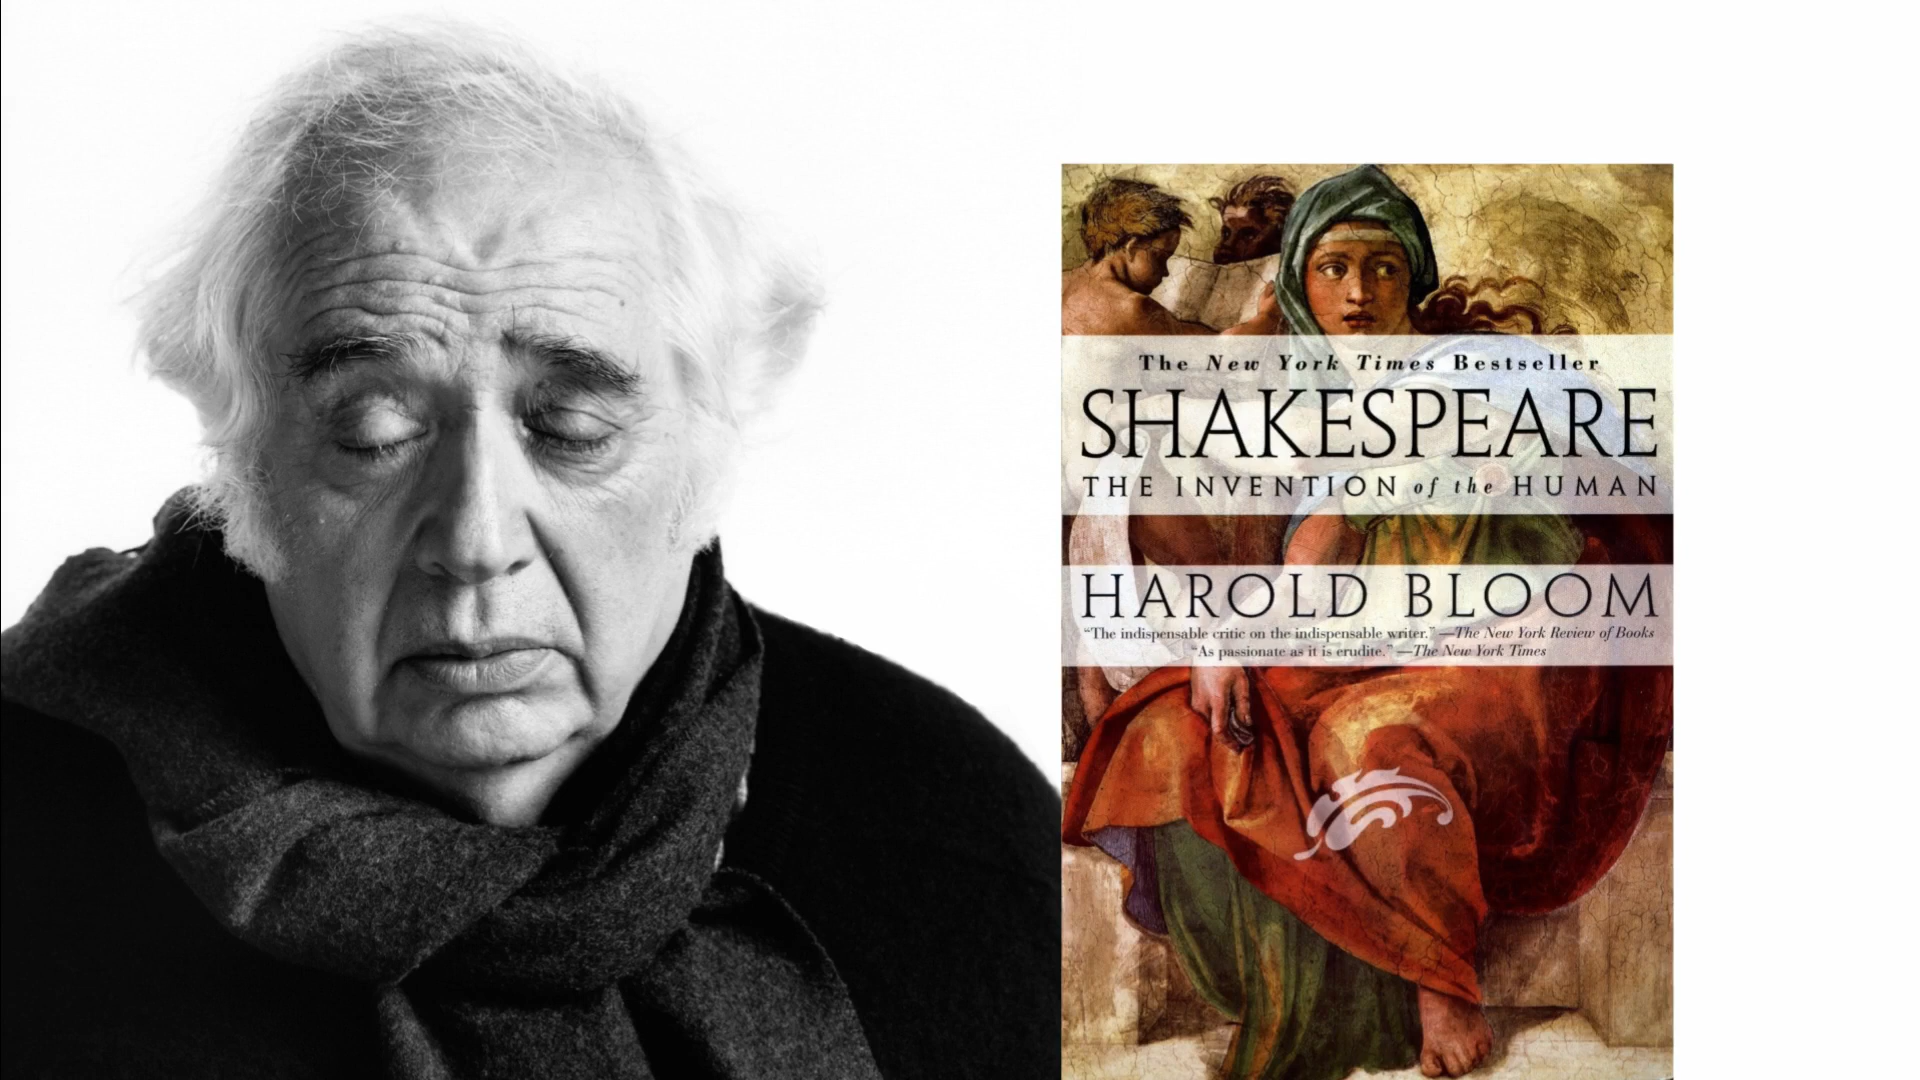 The New York Times Bestseller
SHAKESPEARE
THE INVENTION of the HUMAN
HAROLD BLOOM
“The indispensable critic on the indispensable writer.” —The New York Review of Books
“As passionate as it is erudite.” —The New York Times